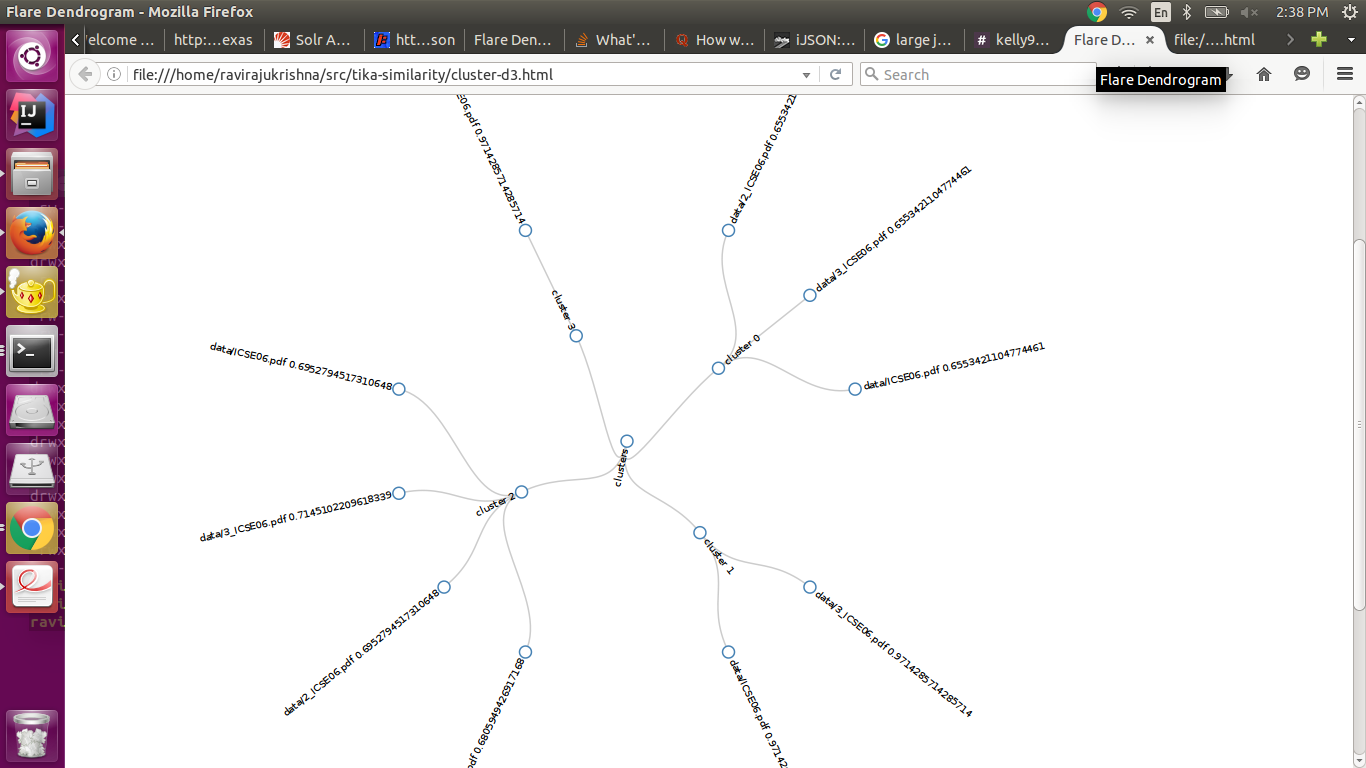 Flare Dendrogram - Mozilla Firefox
En
2:38 PM
elcome ...
http:...exas
Solr A...
htt...son
Flare Den...
What'...
How w...
iJSON:...
large j...
kelly9...
Flare D...
file:/....html
file:///home/ravirajukrishna/src/tika-similarity/cluster-d3.html
Search
Flare Dendrogram
E06.pdf 0.9714285714285714
data/2_ICSE06.pdf 0.6553421
data/3_ICSE06.pdf 0.6553421104774461
cluster 3
cluster 0
data/ICSE06.pdf 0.6952794517310648
data/ICSE06.pdf 0.6553421104774461
clusters
cluster 2
data/3_ICSE06.pdf 0.7145102209618339
cluster 1
data/2_ICSE06.pdf 0.6952794517310648
data/3_ICSE06.pdf 0.9714285714285714
0.6805949426917168
data/ICSE06.pdf 0.97142
ravi